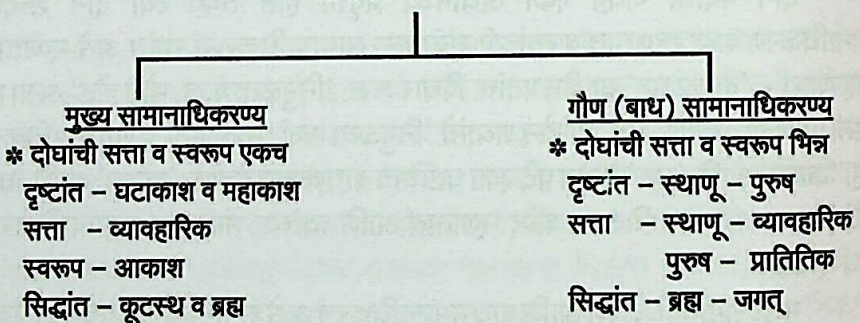 मुख्य सामानाधिकरण्य
* दोघांची सत्ता व स्वरूप एकच
दृष्टांत – घटाकाश व महाकाश
सत्ता – व्यावहारिक
स्वरूप – आकाश
सिद्धांत – कूटस्थ व ब्रह्म
गौण (बाध) सामानाधिकरण्य
* दोघांची सत्ता व स्वरूप भिन्न
दृष्टांत – स्थाणू – पुरुष
सत्ता – स्थाणू – व्यावहारिक
पुरुष – प्रातितिक
सिद्धांत – ब्रह्म – जगत्